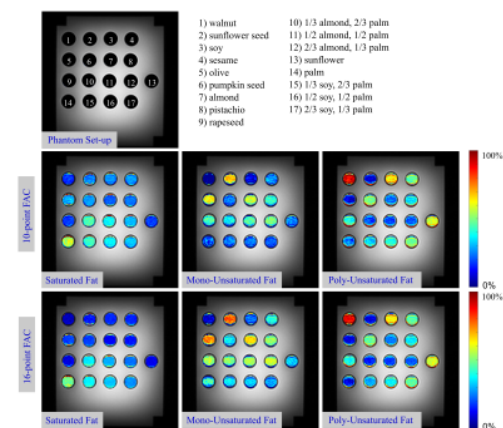 1 2 3 4
5 6 7 8
9 10 11 12 13
14 15 16 17
Phantom Set-up
1) walnut
2) sunflower seed
3) soy
4) sesame
5) olive
6) pumpkin seed
7) almond
8) pistachio
9) rapeseed
10) 1/3 almond, 2/3 palm
11) 1/2 almond, 1/2 palm
12) 2/3 almond, 1/3 palm
13) sunflower
14) palm
15) 1/3 soy, 2/3 palm
16) 1/2 soy, 1/2 palm
17) 2/3 soy, 1/3 palm
10-point FAC
Saturated Fat
Mono-Unsaturated Fat
Poly-Unsaturated Fat
100%
0%
16-point FAC
Saturated Fat
Mono-Unsaturated Fat
Poly-Unsaturated Fat
100%
0%